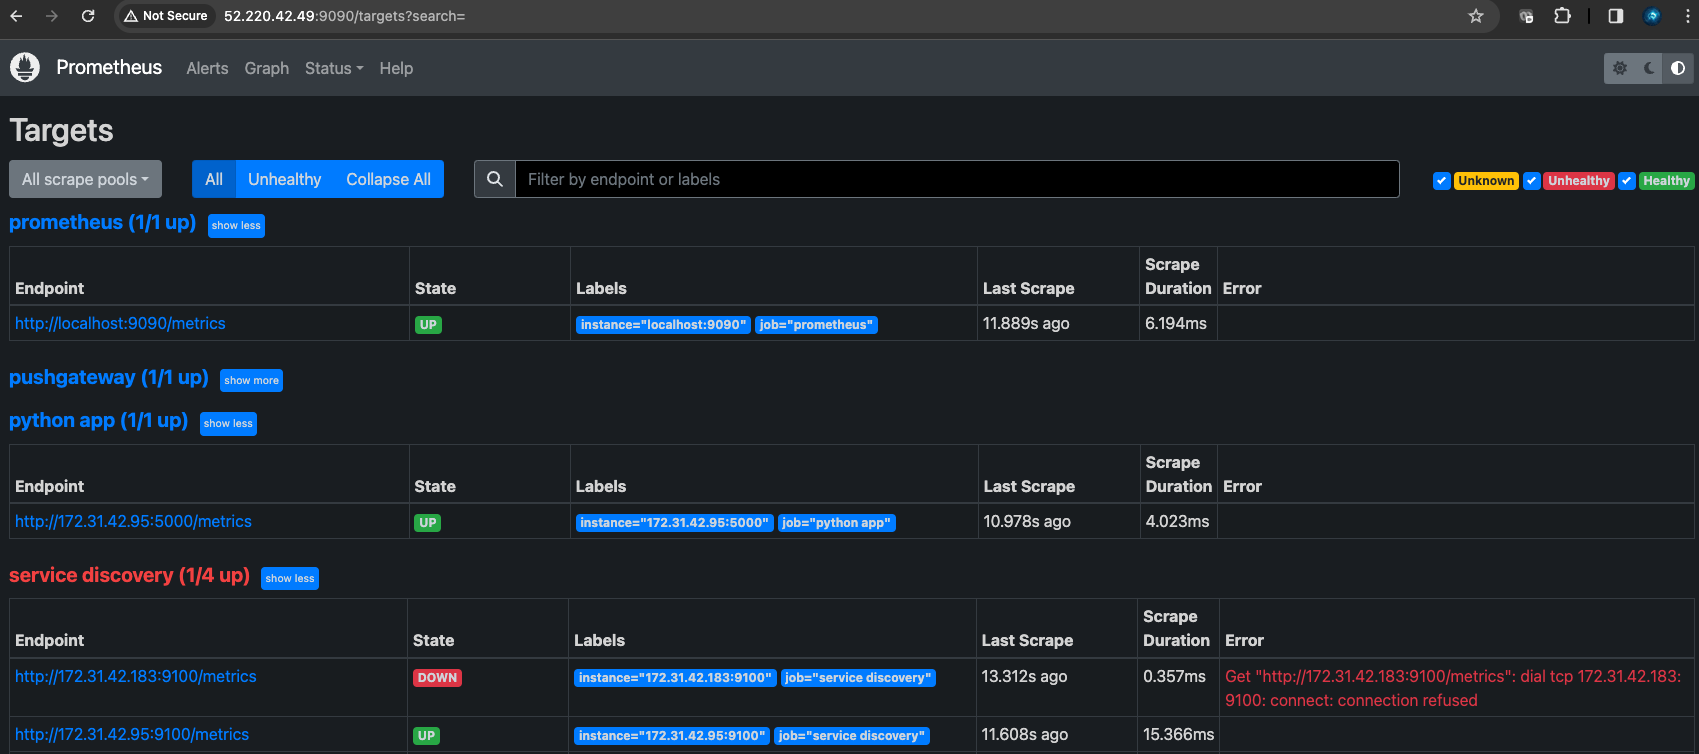 Not Secure 52.220.42.49:9090/targets?search=
Prometheus Alerts Graph Status Help
Targets
All scrape pools All Unhealthy Collapse All Filter by endpoint or labels Unknown Unhealthy Healthy
prometheus (1/1 up) show less
Endpoint State Labels Last Scrape Scrape Duration Error
http://localhost:9090/metrics UP instance="localhost:9090" job="prometheus" 11.889s ago 6.194ms
pushgateway (1/1 up) show more
python app (1/1 up) show less
Endpoint State Labels Last Scrape Scrape Duration Error
http://172.31.42.95:5000/metrics UP instance="172.31.42.95:5000" job="python app" 10.978s ago 4.023ms
service discovery (1/4 up) show less
Endpoint State Labels Last Scrape Scrape Duration Error
http://172.31.42.183:9100/metrics DOWN instance="172.31.42.183:9100" job="service discovery" 13.312s ago 0.357ms Get "http://172.31.42.183:9100/metrics": dial tcp 172.31.42.183:
9100: connect: connection refused
http://172.31.42.95:9100/metrics UP instance="172.31.42.95:9100" job="service discovery" 11.608s ago 15.366ms